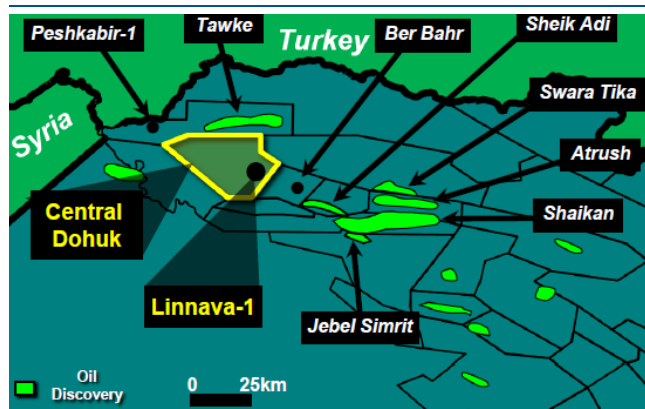 Peshkabir-1
Tawke
Turkey
Ber Bahr
Sheik Adi
Swara Tika
Syria
Atrush
Central
Dohuk
Shaikan
Linnava-1
Jebel Simrit
Oil
Discovery
0 25km